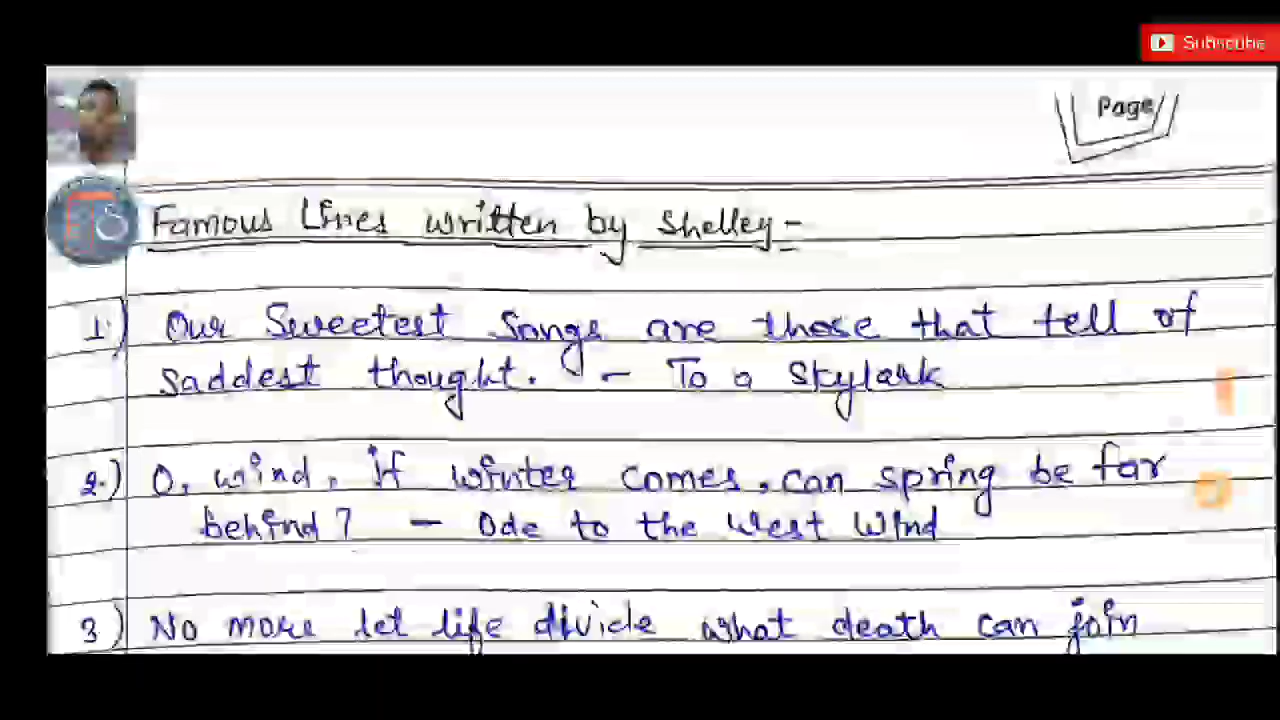 Subscribe
Page
Famous Lines written by Shelley-
1.) Our Sweetest Songs are those that tell of
saddest thought. - To a Skylark
2.) O, wind, if winter comes, can spring be far
behind? - Ode to the West Wind
3) No more let life divide what death can join